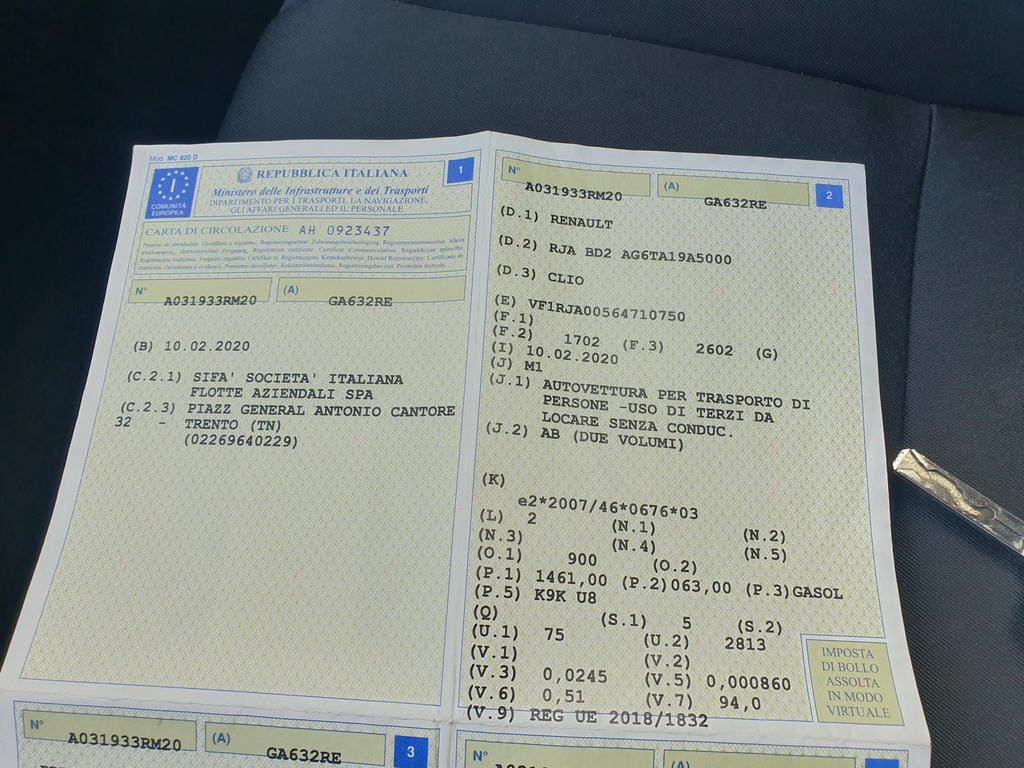 Mod. MC 820 D
1
REPUBBLICA ITALIANA
Ministero delle Infrastrutture e dei Trasporti
DIPARTIMENTO PER I TRASPORTI, LA NAVIGAZIONE,
GLI AFFARI GENERALI ED IL PERSONALE
I
COMUNITÀ
EUROPEA
CARTA DI CIRCOLAZIONE AH 0923437
N° A031933RM20 (A) GA632RE
(B) 10.02.2020
(C.2.1) SIFA' SOCIETA' ITALIANA
FLOTTE AZIENDALI SPA
(C.2.3) PIAZZ GENERAL ANTONIO CANTORE
32 - TRENTO (TN)
(02269640229)
N° A031933RM20 (A) GA632RE
2
(D.1) RENAULT
(D.2) RJA BD2 AG6TA19A5000
(D.3) CLIO
(E) VF1RJA00564710750
(F.1)
(F.2) 1702 (F.3) 2602 (G)
(I) 10.02.2020
(J) M1
(J.1) AUTOVETTURA PER TRASPORTO DI
PERSONE -USO DI TERZI DA
LOCARE SENZA CONDUC.
(J.2) AB (DUE VOLUMI)
(K)
e2*2007/46*0676*03
(L) 2 (N.1) (N.2)
(N.3) (N.4) (N.5)
(O.1) 900 (O.2)
(P.1) 1461,00 (P.2)063,00 (P.3)GASOL
(P.5) K9K U8
(Q) (S.1) 5 (S.2)
(U.1) 75 (U.2) 2813
(V.1) (V.2)
(V.3) 0,0245 (V.5) 0,000860
(V.6) 0,51 (V.7) 94,0
(V.9) REG UE 2018/1832
IMPOSTA
DI BOLLO
ASSOLTA
IN MODO
VIRTUALE
N° A031933RM20 (A) GA632RE
3
N° A031933RM20 (A)